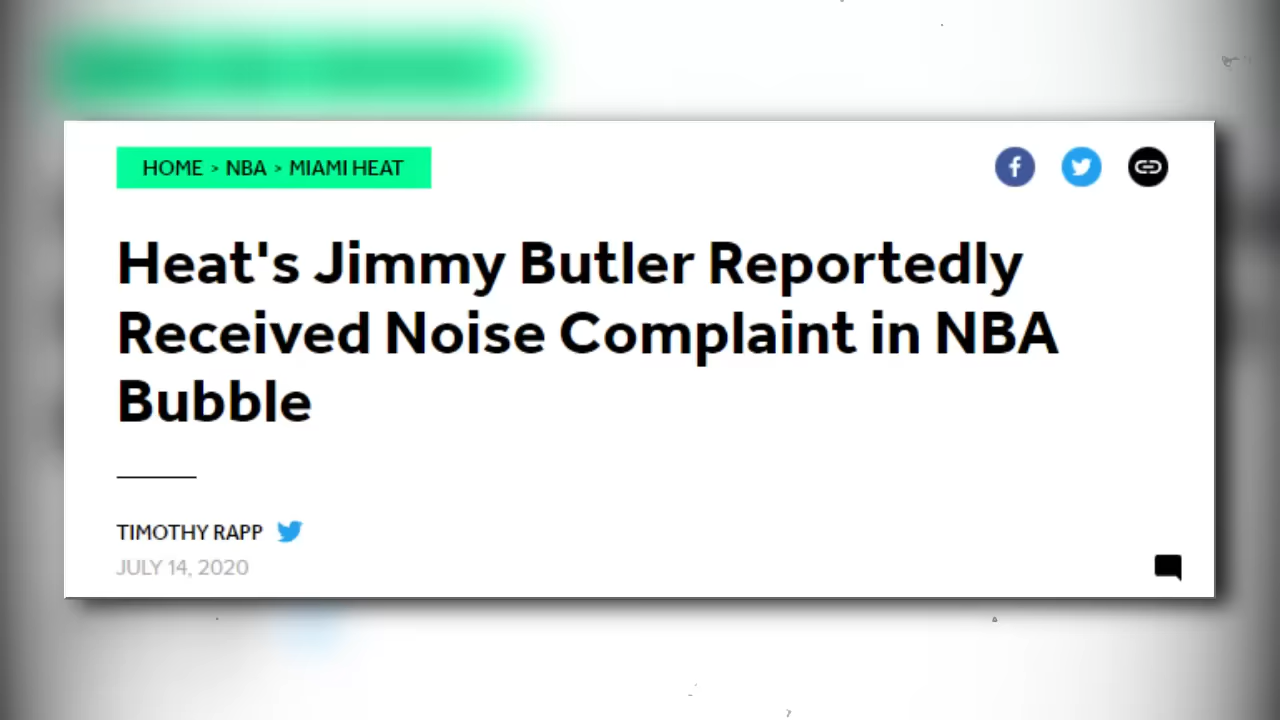 HOME > NBA > MIAMI HEAT
Heat's Jimmy Butler Reportedly
Received Noise Complaint in NBA
Bubble
TIMOTHY RAPP
JULY 14, 2020